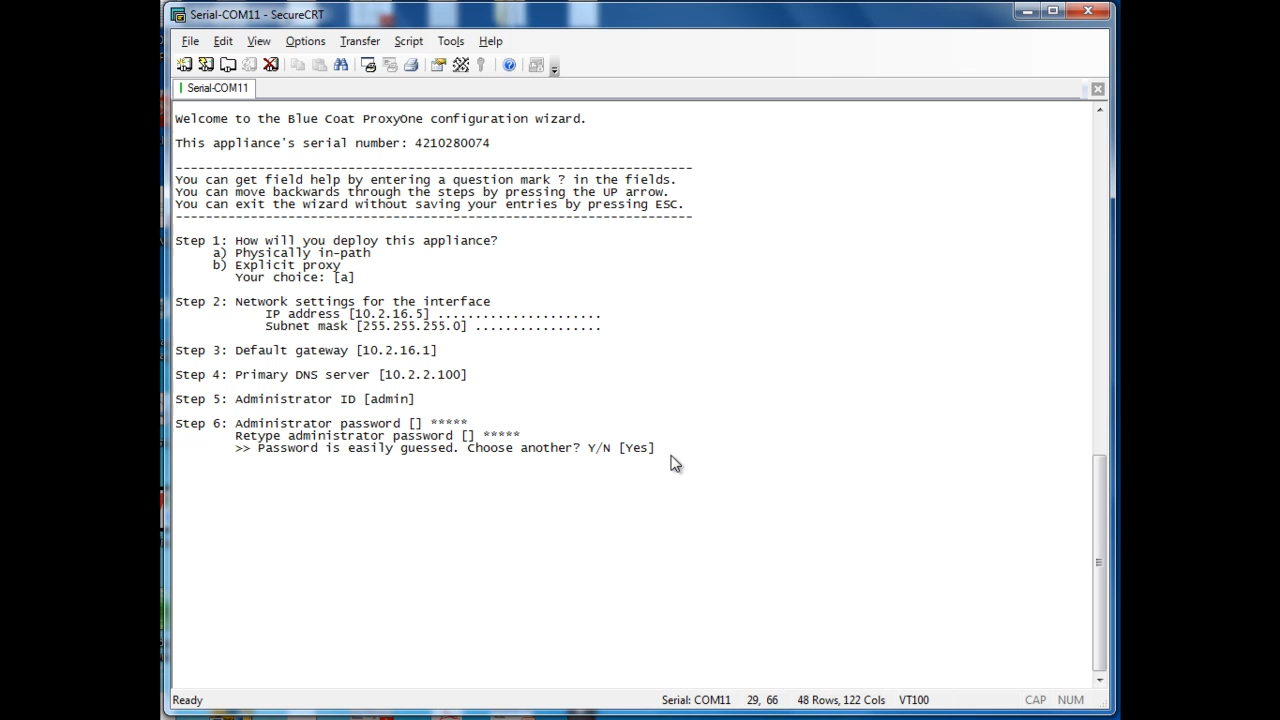 Serial-COM11 - SecureCRT
File Edit View Options Transfer Script Tools Help
Serial-COM11
Welcome to the Blue Coat ProxyOne configuration wizard.
This appliance's serial number: 4210280074
---------------------------------------------------------------------
You can get field help by entering a question mark ? in the fields.
You can move backwards through the steps by pressing the UP arrow.
You can exit the wizard without saving your entries by pressing ESC.
---------------------------------------------------------------------
Step 1: How will you deploy this appliance?
a) Physically in-path
b) Explicit proxy
Your choice: [a]
Step 2: Network settings for the interface
IP address [10.2.16.5] ......................
Subnet mask [255.255.255.0] .................
Step 3: Default gateway [10.2.16.1]
Step 4: Primary DNS server [10.2.2.100]
Step 5: Administrator ID [admin]
Step 6: Administrator password [] *****
Retype administrator password [] *****
>> Password is easily guessed. Choose another? Y/N [Yes]
Ready Serial: COM11 29, 66 48 Rows, 122 Cols VT100 CAP NUM